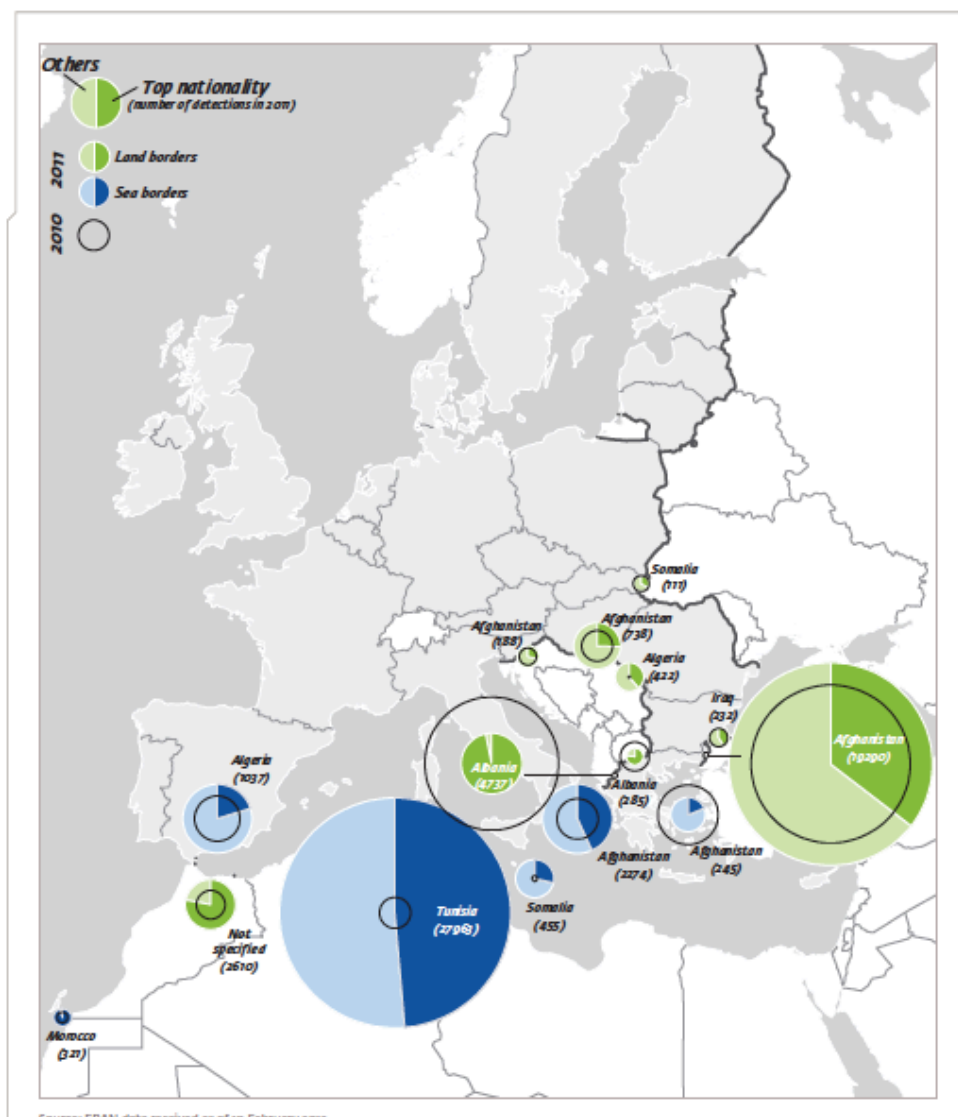 Others
Top nationality
(number of detections in 2011)
2011
Land borders
Sea borders
2010
Somalia
(111)
Afghanistan
(738)
Afghanistan
(188)
Algeria
(422)
Iraq
(232)
Afghanistan
(19290)
Albania
(4737)
Albania
(285)
Algeria
(1037)
Afghanistan
(2274)
Afghanistan
(245)
Somalia
(455)
Tunisia
(27963)
Not
specified
(2610)
Morocco
(321)